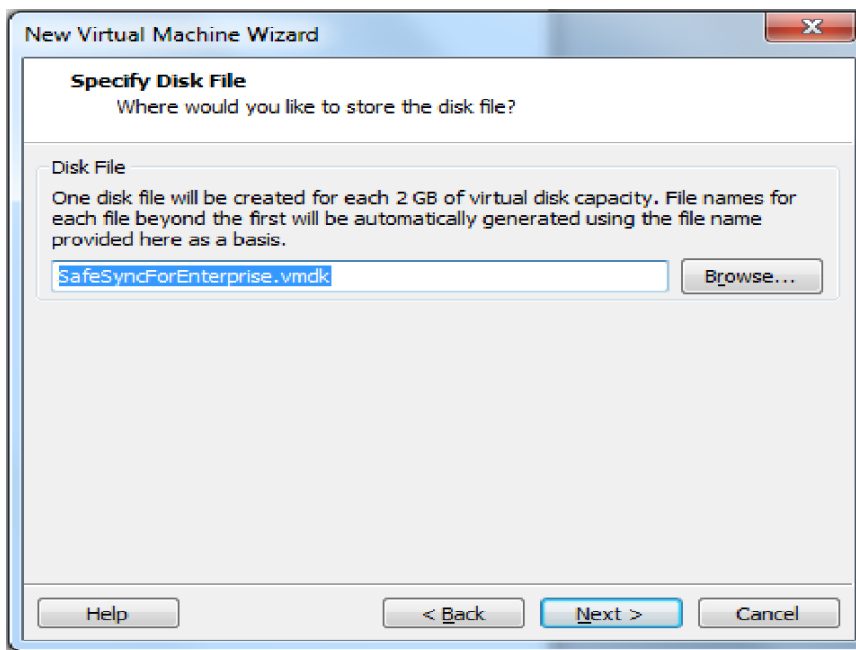 New Virtual Machine Wizard
Specify Disk File
Where would you like to store the disk file?
Disk File
One disk file will be created for each 2 GB of virtual disk capacity. File names for
each file beyond the first will be automatically generated using the file name
provided here as a basis.
SafeSyncForEnterprise.vmdk
Browse...
Help
< Back
Next >
Cancel